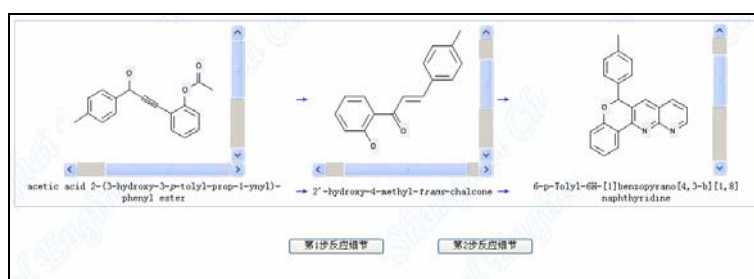 acetic acid 2-(3-hydroxy-3-p-tolyl-prop-1-ynyl)-
phenyl ester
2'-hydroxy-4-methyl-trans-chalcone
6-p-Tolyl-6H-[1]benzopyrano[4,3-b][1,8]
naphthyridine
第1步反应细节
第2步反应细节